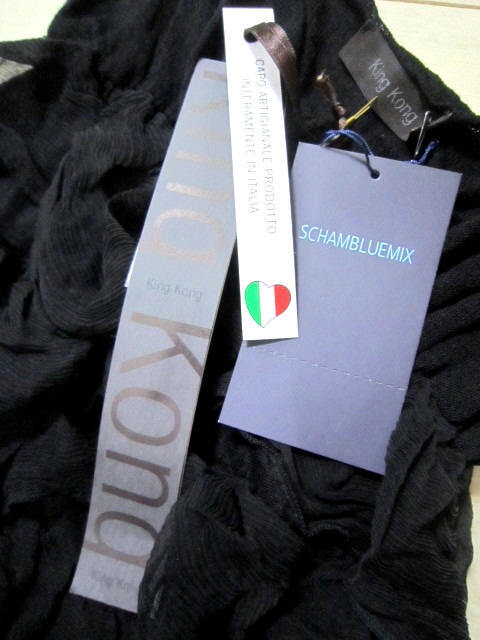 King Kong
CAPO ARTIGIANALE PRODOTTO
INTERAMENTE IN ITALIA
SCHAMBLUEMIX
King
King Kong
Kong
King Kong